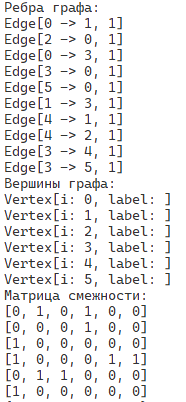 Ребра графа:
Edge[0 -> 1, 1]
Edge[2 -> 0, 1]
Edge[0 -> 3, 1]
Edge[3 -> 0, 1]
Edge[5 -> 0, 1]
Edge[1 -> 3, 1]
Edge[4 -> 1, 1]
Edge[4 -> 2, 1]
Edge[3 -> 4, 1]
Edge[3 -> 5, 1]
Вершины графа:
Vertex[i: 0, label: ]
Vertex[i: 1, label: ]
Vertex[i: 2, label: ]
Vertex[i: 3, label: ]
Vertex[i: 4, label: ]
Vertex[i: 5, label: ]
Матрица смежности:
[0, 1, 0, 1, 0, 0]
[0, 0, 0, 1, 0, 0]
[1, 0, 0, 0, 0, 0]
[1, 0, 0, 0, 1, 1]
[0, 1, 1, 0, 0, 0]
[1, 0, 0, 0, 0, 0]